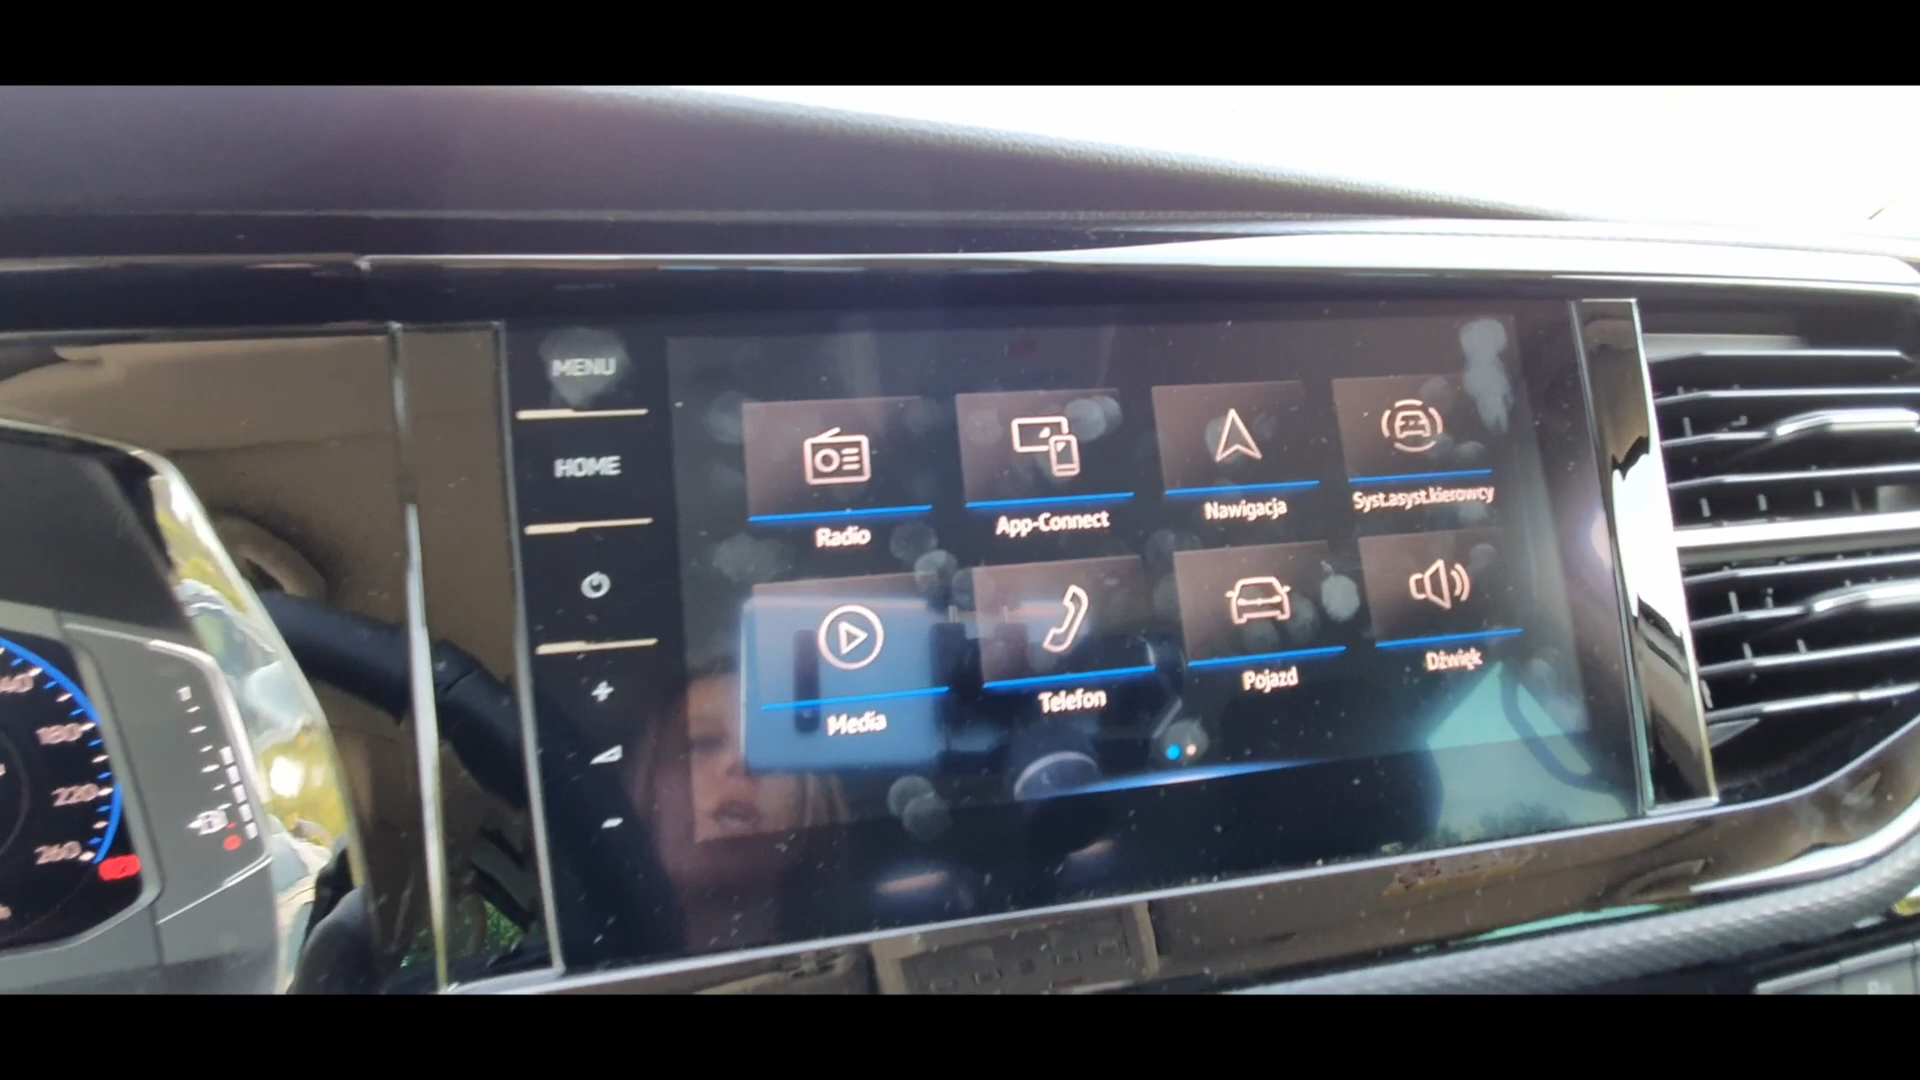 MENU
HOME
Radio
App-Connect
Nawigacja
Syst.asyst.kierowcy
Media
Telefon
Pojazd
Dźwięk
180
220
260